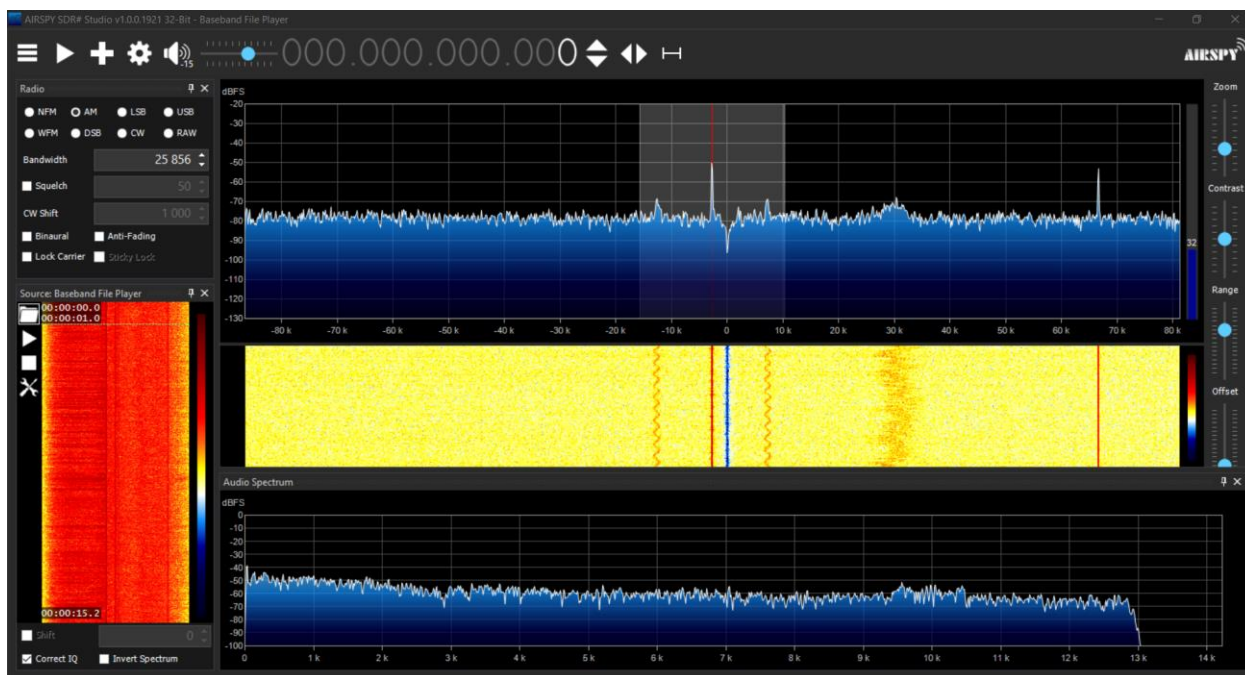 AIRSPY SDR# Studio v1.0.0.1921 32-Bit - Baseband File Player
-15
000.000.000.000
AIRSPY
Radio
NFM AM LSB USB
WFM DSB CW RAW
Bandwidth 25 856
Squelch 50
CW Shift 1 000
Binaural Anti-Fading
Lock Carrier Sticky Lock
Source: Baseband File Player
00:00:00.0
00:00:01.0
00:00:15.2
Shift 0
Correct IQ Invert Spectrum
dBFS
-20
-30
-40
-50
-60
-70
-80
-90
-100
-110
-120
-130
-80 k -70 k -60 k -50 k -40 k -30 k -20 k -10 k 0 10 k 20 k 30 k 40 k 50 k 60 k 70 k 80 k
32
Zoom
Contrast
Range
Offset
Audio Spectrum
dBFS
0
-10
-20
-30
-40
-50
-60
-70
-80
-90
-100
0 1 k 2 k 3 k 4 k 5 k 6 k 7 k 8 k 9 k 10 k 11 k 12 k 13 k 14 k